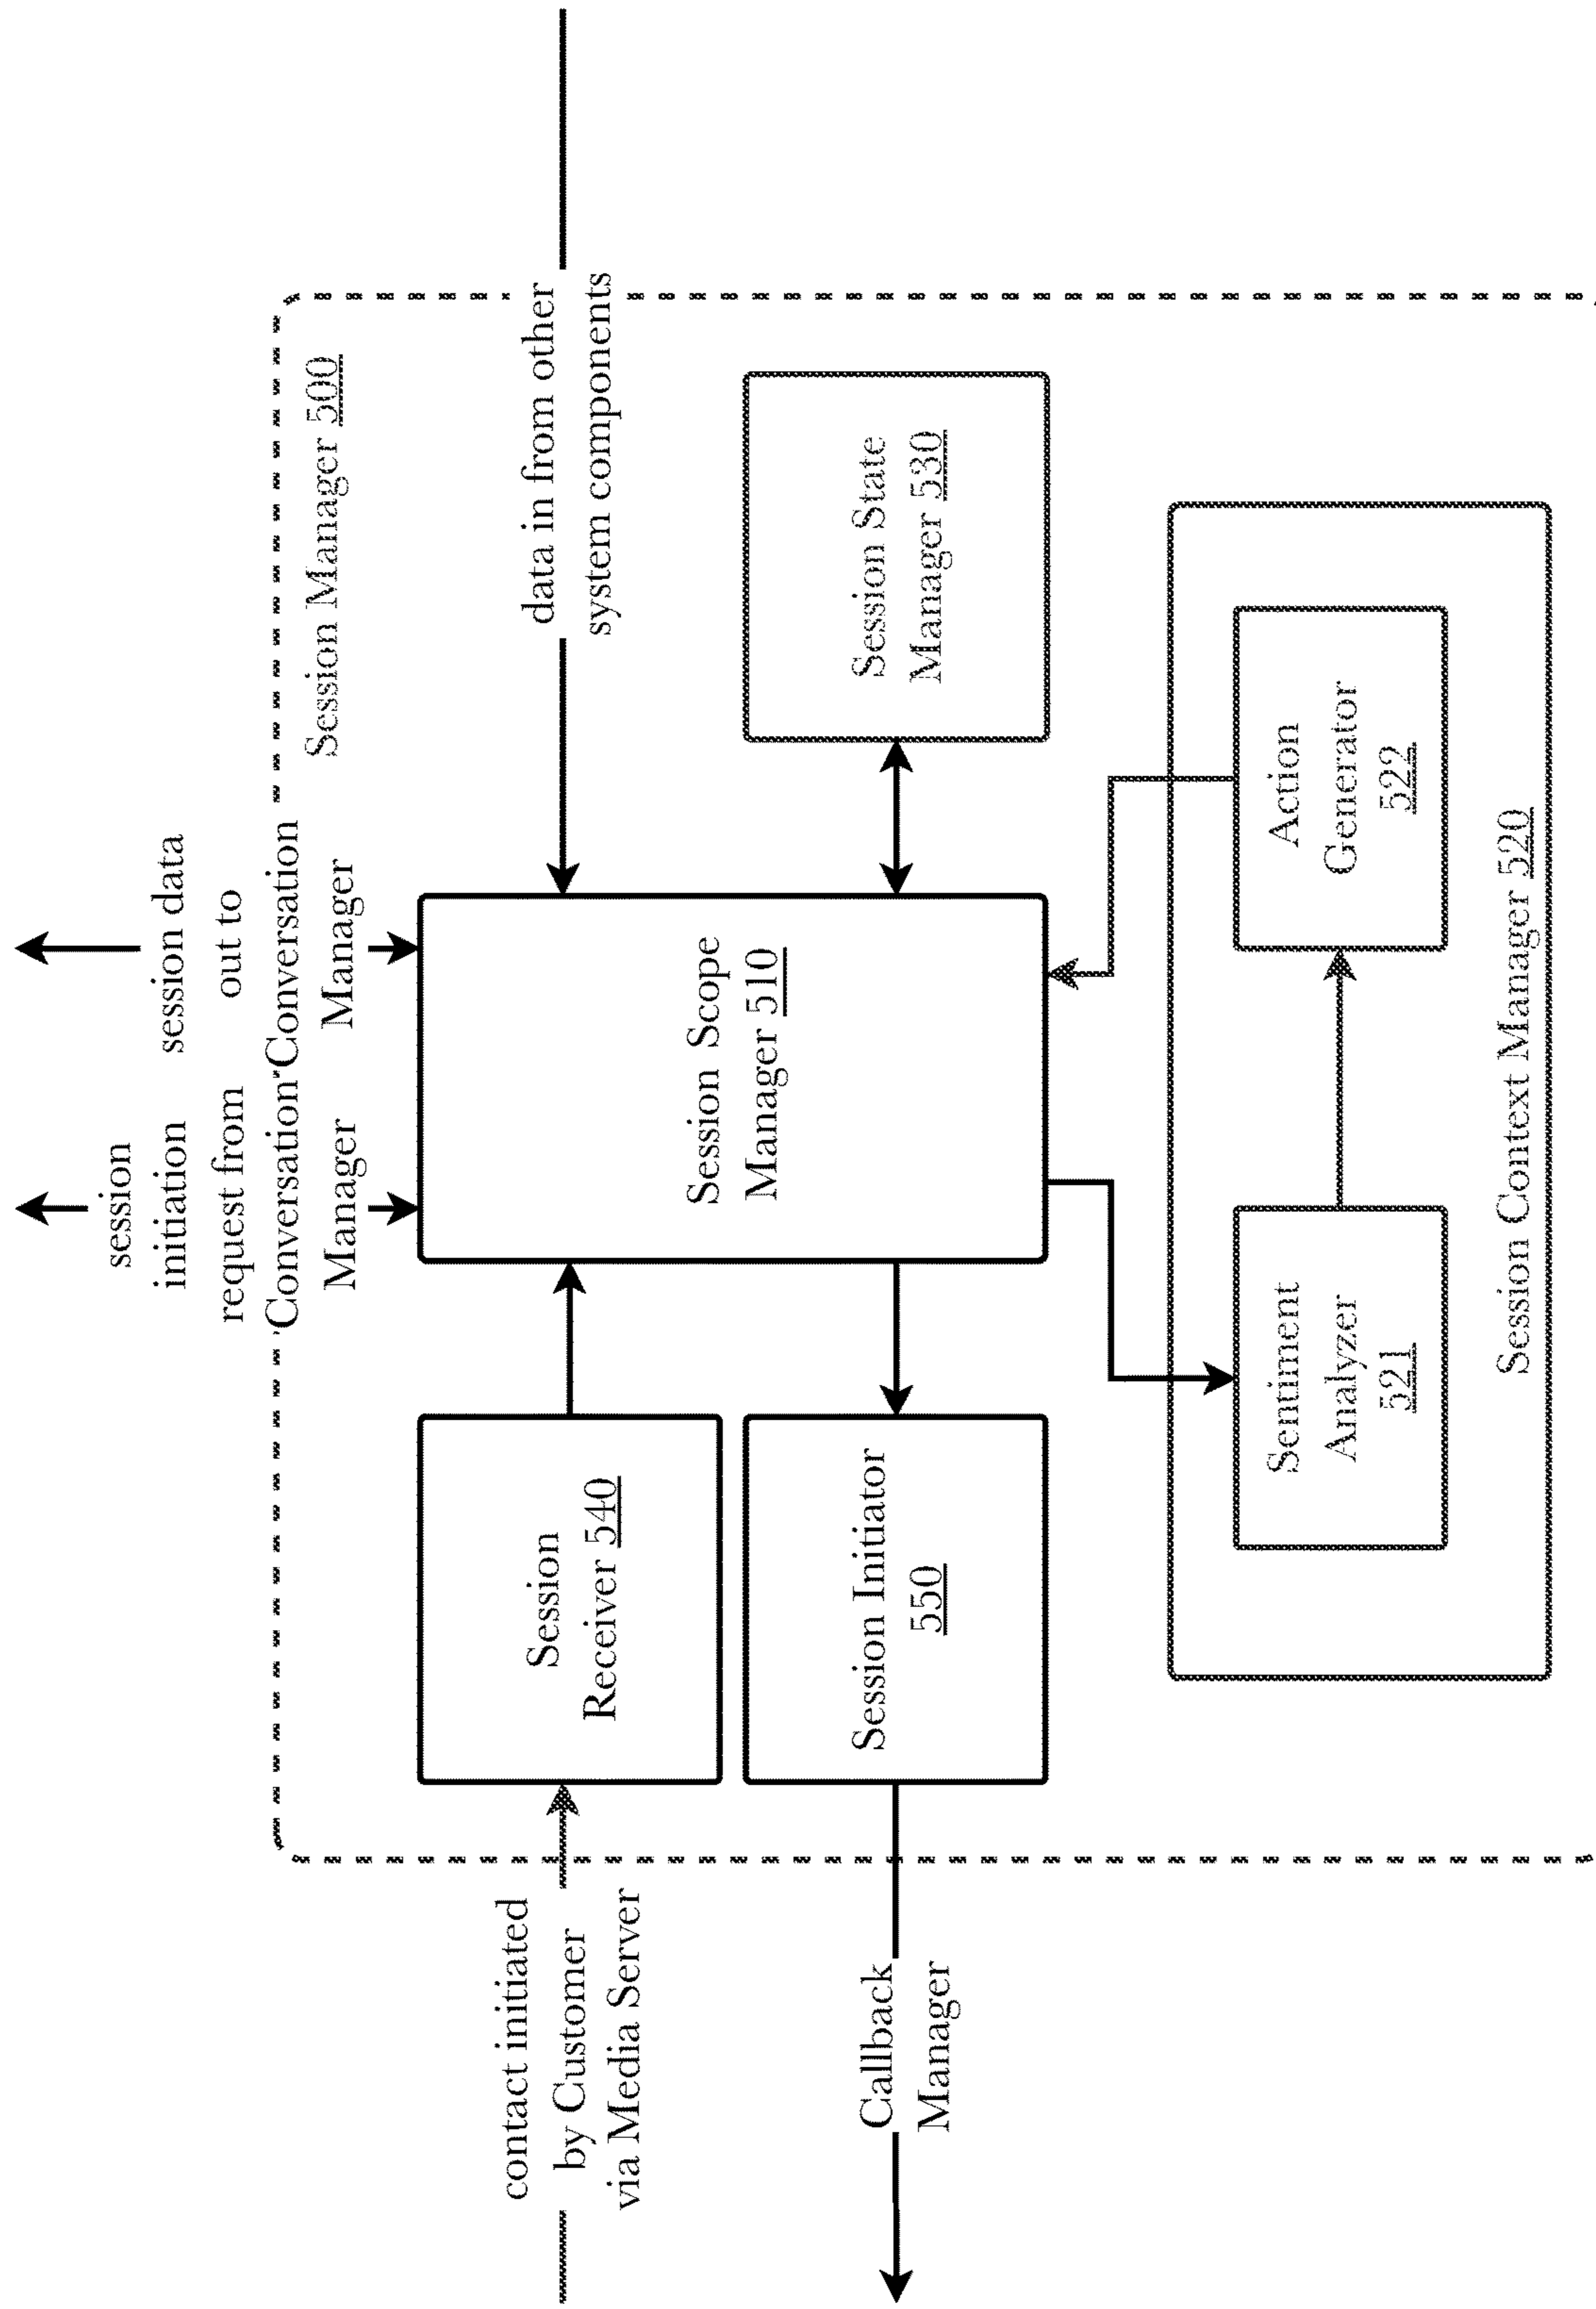 session
initiation
request from
Conversation
Manager
session data
out to
Conversation
Manager
Session Manager 500
contact initiated
by Customer
via Media Server
Session
Receiver 540
Session Scope
Manager 510
data in from other
system components
Callback
Manager
Session Initiator
550
Session State
Manager 530
Sentiment
Analyzer
521
Action
Generator
522
Session Context Manager 520